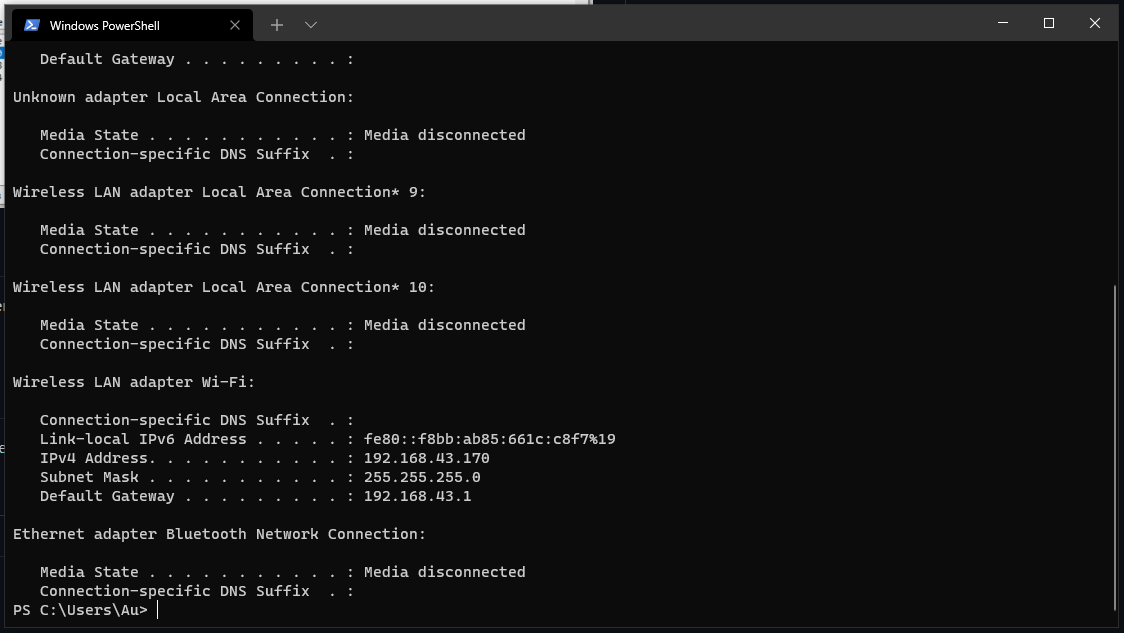 Windows PowerShell
   Default Gateway . . . . . . . . . :
Unknown adapter Local Area Connection:
   Media State . . . . . . . . . . . : Media disconnected
   Connection-specific DNS Suffix  . :
Wireless LAN adapter Local Area Connection* 9:
   Media State . . . . . . . . . . . : Media disconnected
   Connection-specific DNS Suffix  . :
Wireless LAN adapter Local Area Connection* 10:
   Media State . . . . . . . . . . . : Media disconnected
   Connection-specific DNS Suffix  . :
Wireless LAN adapter Wi-Fi:
   Connection-specific DNS Suffix  . :
   Link-local IPv6 Address . . . . . : fe80::f8bb:ab85:661c:c8f7%19
   IPv4 Address. . . . . . . . . . . : 192.168.43.170
   Subnet Mask . . . . . . . . . . . : 255.255.255.0
   Default Gateway . . . . . . . . . : 192.168.43.1
Ethernet adapter Bluetooth Network Connection:
   Media State . . . . . . . . . . . : Media disconnected
   Connection-specific DNS Suffix  . :
PS C:\Users\Au>